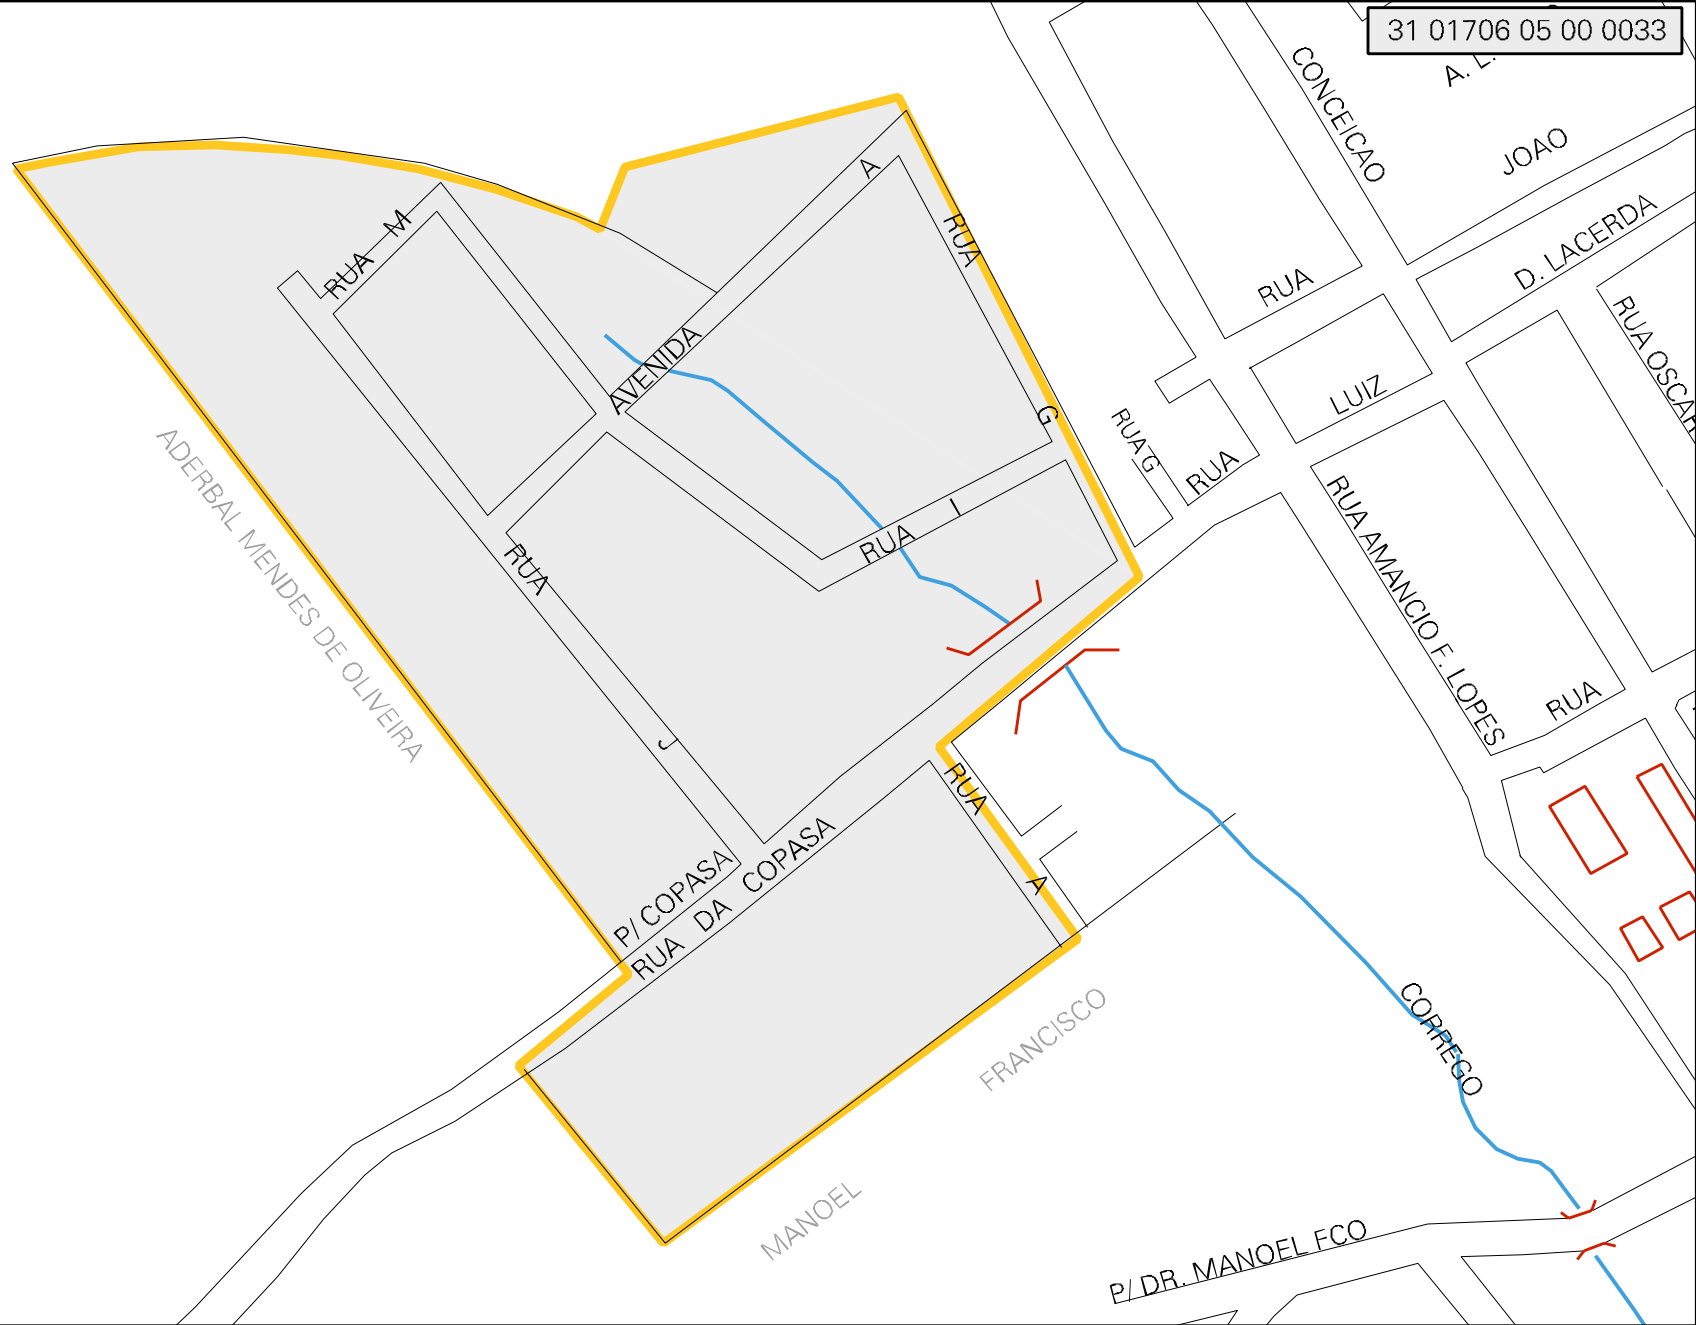 31 01706 05 00 0033
A. L.
CONCEICAO
JOAO
D. LACERDA
RUA
RUA OSCAR
LUIZ
RUA G
RUA
RUA AMANCIO F. LOPES
RUA
RUA M
AVENIDA A
RUA G
RUA I
RUA J
ADERBAL MENDES DE OLIVEIRA
P/ COPASA
RUA DA COPASA
RUA A
MANOEL FRANCISCO
CORREGO
P/ DR. MANOEL FCO